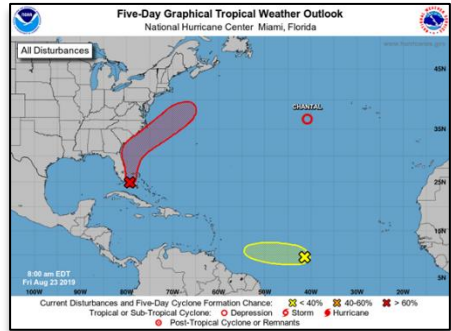 Five-Day Graphical Tropical Weather Outlook
National Hurricane Center Miami, Florida
All Disturbances
www.hurricanes.gov
45N
CHANTAL
35N
25N
15N
5N
8:00 am EDT
Fri Aug 23 2019
100W 90W 80W 70W 60W 50W 40W 30W 20W
Current Disturbances and Five-Day Cyclone Formation Chance: < 40% 40-60% > 60%
Tropical or Sub-Tropical Cyclone: Depression Storm Hurricane
Post-Tropical Cyclone or Remnants